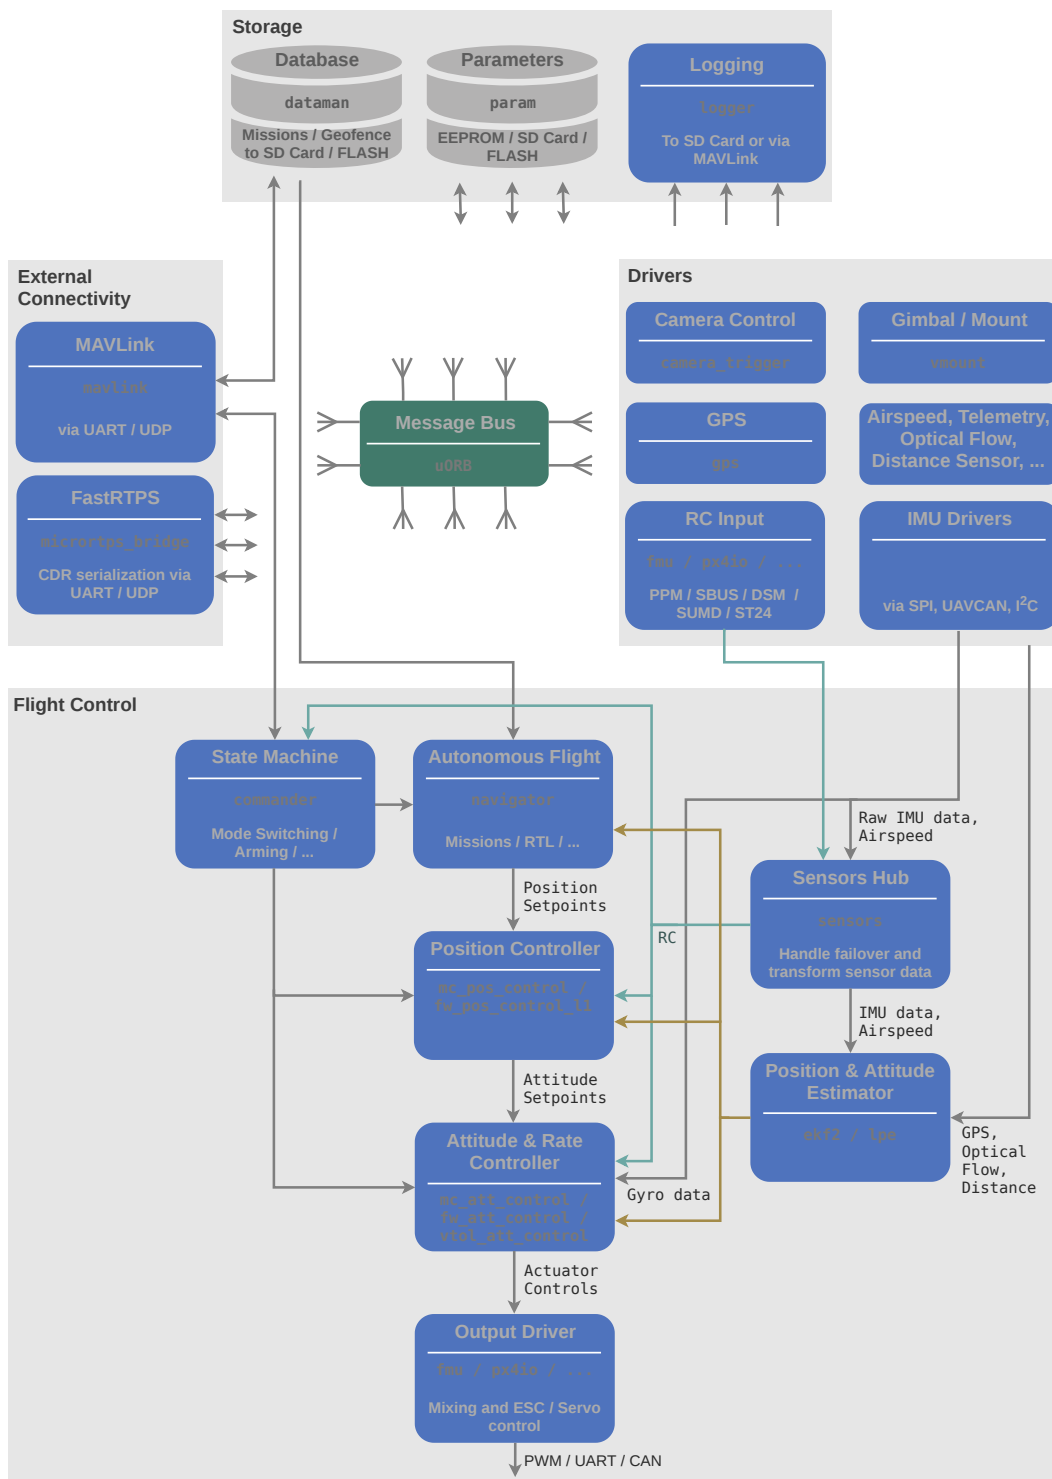 Storage
Database
dataman
Missions / Geofence
to SD Card / FLASH
Parameters
param
EEPROM / SD Card /
FLASH
Logging
logger
To SD Card or via
MAVLink
External
Connectivity
MAVLink
mavlink
via UART / UDP
FastRTPS
micrortps_bridge
CDR serialization via
UART / UDP
Message Bus
uORB
Drivers
Camera Control
camera_trigger
Gimbal / Mount
vmount
GPS
gps
Airspeed, Telemetry,
Optical Flow,
Distance Sensor, ...
RC Input
fmu / px4io / ...
PPM / SBUS / DSM /
SUMD / ST24
IMU Drivers
via SPI, UAVCAN, I²C
Flight Control
State Machine
commander
Mode Switching /
Arming / ...
Autonomous Flight
navigator
Missions / RTL / ...
Raw IMU data,
Airspeed
Sensors Hub
sensors
Handle failover and
transform sensor data
Position
Setpoints
RC
Position Controller
mc_pos_control /
fw_pos_control_l1
IMU data,
Airspeed
Position & Attitude
Estimator
ekf2 / lpe
Attitude
Setpoints
GPS,
Optical
Flow,
Distance
Attitude & Rate
Controller
mc_att_control /
fw_att_control /
vtol_att_control
Gyro data
Actuator
Controls
Output Driver
fmu / px4io / ...
Mixing and ESC / Servo
control
PWM / UART / CAN